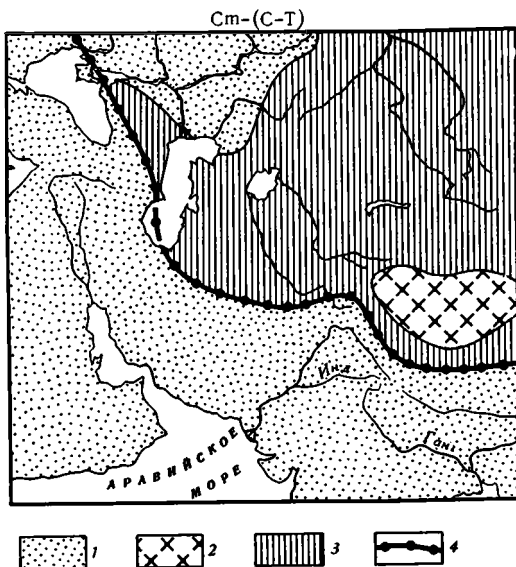 Cm-(C-T)
Инд
Ганг
АРАВИЙСКОЕ
МОРЕ
1 2 3 4